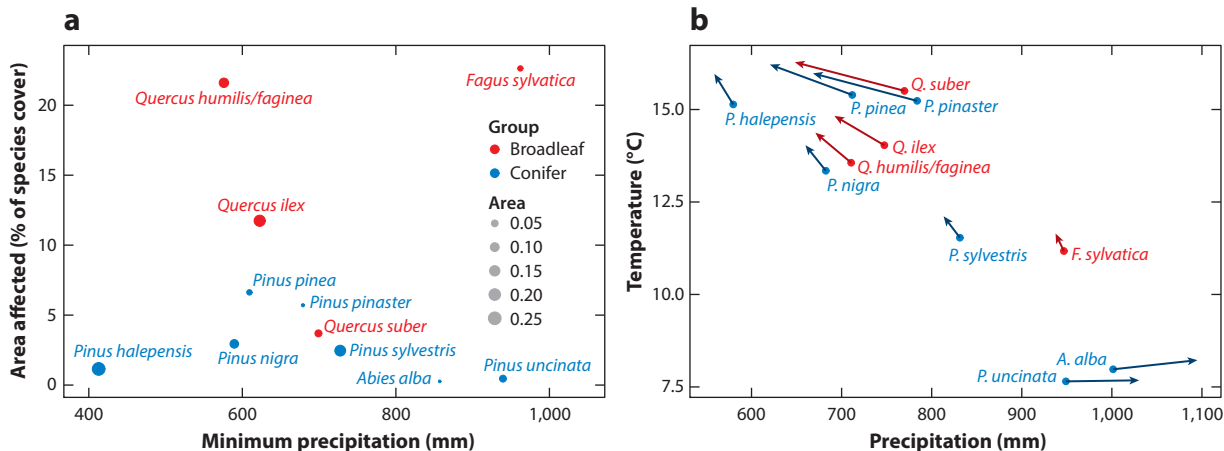 a
Area affected (% of species cover)
20
15
10
5
0
400
600
800
1,000
Minimum precipitation (mm)
Quercus humilis/faginea
Fagus sylvatica
Group
Broadleaf
Conifer
Area
0.05
0.10
0.15
0.20
0.25
Quercus ilex
Pinus pinea
Pinus pinaster
Quercus suber
Pinus halepensis
Pinus nigra
Pinus sylvestris
Abies alba
Pinus uncinata
b
Temperature (°C)
15.0
12.5
10.0
7.5
600
700
800
900
1,000
1,100
Precipitation (mm)
Q. suber
P. pinea
P. pinaster
P. halepensis
Q. ilex
Q. humilis/faginea
P. nigra
P. sylvestris
F. sylvatica
A. alba
P. uncinata